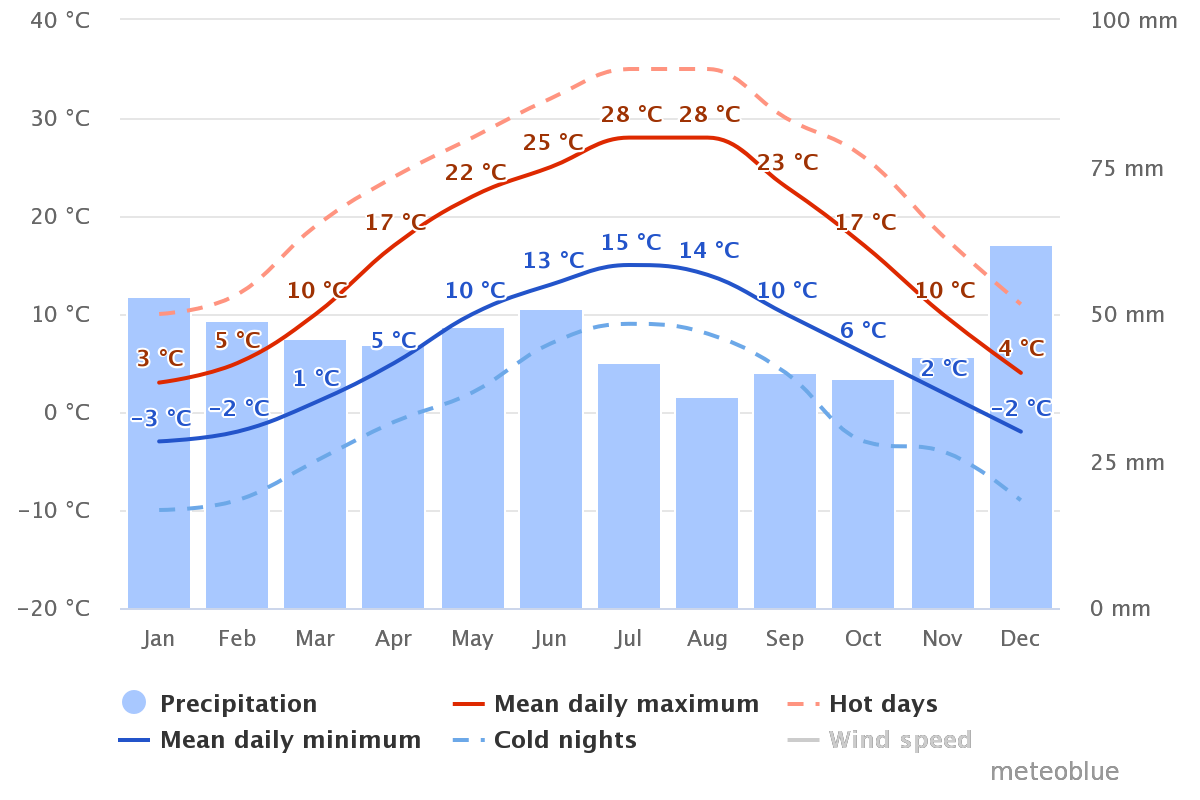 40 °C 100 mm
30 °C 28 °C 28 °C
25 °C
22 °C 23 °C 75 mm
20 °C 17 °C 17 °C
15 °C 14 °C
13 °C
10 °C 10 °C 10 °C 10 °C
10 °C 50 mm
6 °C
3 °C 5 °C 5 °C 4 °C
1 °C 2 °C
0 °C −3 °C −2 °C −2 °C
25 mm
−10 °C
−20 °C 0 mm
Jan Feb Mar Apr May Jun Jul Aug Sep Oct Nov Dec
Precipitation Mean daily maximum Hot days
Mean daily minimum Cold nights Wind speed
meteoblue